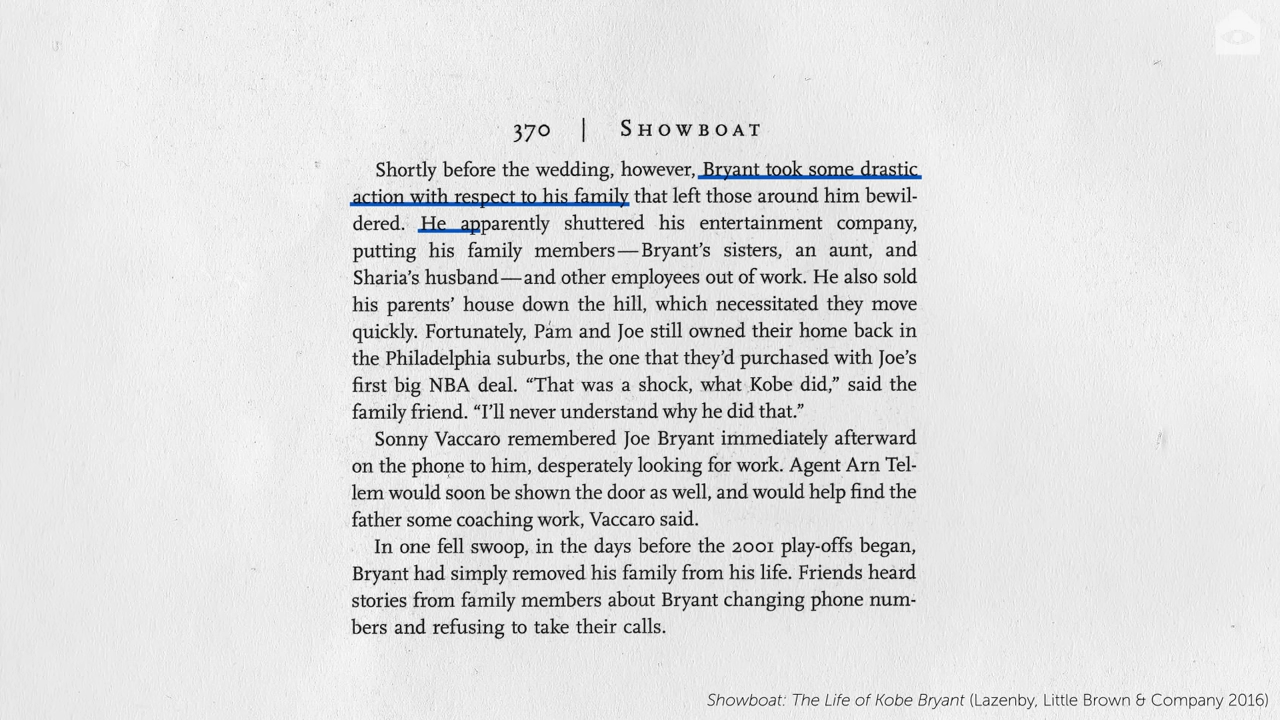 370 | SHOWBOAT
Shortly before the wedding, however, Bryant took some drastic
action with respect to his family that left those around him bewil-
dered. He apparently shuttered his entertainment company,
putting his family members—Bryant’s sisters, an aunt, and
Sharia’s husband—and other employees out of work. He also sold
his parents’ house down the hill, which necessitated they move
quickly. Fortunately, Pam and Joe still owned their home back in
the Philadelphia suburbs, the one that they’d purchased with Joe’s
first big NBA deal. “That was a shock, what Kobe did,” said the
family friend. “I’ll never understand why he did that.”
Sonny Vaccaro remembered Joe Bryant immediately afterward
on the phone to him, desperately looking for work. Agent Arn Tel-
lem would soon be shown the door as well, and would help find the
father some coaching work, Vaccaro said.
In one fell swoop, in the days before the 2001 play-offs began,
Bryant had simply removed his family from his life. Friends heard
stories from family members about Bryant changing phone num-
bers and refusing to take their calls.
Showboat: The Life of Kobe Bryant (Lazenby, Little Brown & Company 2016)